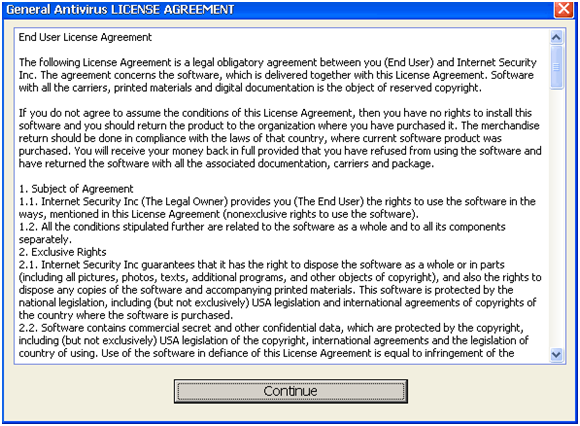 General Antivirus LICENSE AGREEMENT
End User License Agreement
The following License Agreement is a legal obligatory agreement between you (End User) and Internet Security
Inc. The agreement concerns the software, which is delivered together with this License Agreement. Software
with all the carriers, printed materials and digital documentation is the object of reserved copyright.
If you do not agree to assume the conditions of this License Agreement, then you have no rights to install this
software and you should return the product to the organization where you have purchased it. The merchandise
return should be done in compliance with the laws of that country, where current software product was
purchased. You will receive your money back in full provided that you have refused from using the software and
have returned the software with all the associated documentation, carriers and package.
1. Subject of Agreement
1.1. Internet Security Inc (The Legal Owner) provides you (The End User) the rights to use the software in the
ways, mentioned in this License Agreement (nonexclusive rights to use the software).
1.2. All the conditions stipulated further are related to the software as a whole and to all its components
separately.
2. Exclusive Rights
2.1. Internet Security Inc guarantees that it has the right to dispose the software as a whole or in parts
(including all pictures, photos, texts, additional programs, and other objects of copyright), and also the rights to
dispose any copies of the software and accompanying printed materials. This software is protected by the
national legislation, including (but not exclusively) USA legislation and international agreements of copyrights of
the country where the software is purchased.
2.2. Software contains commercial secret and other confidential data, which are protected by the copyright,
including (but not exclusively) USA legislation of the copyright, international agreements and the legislation of
country of using. Use of the software in defiance of this License Agreement is equal to infringement of the
Continue